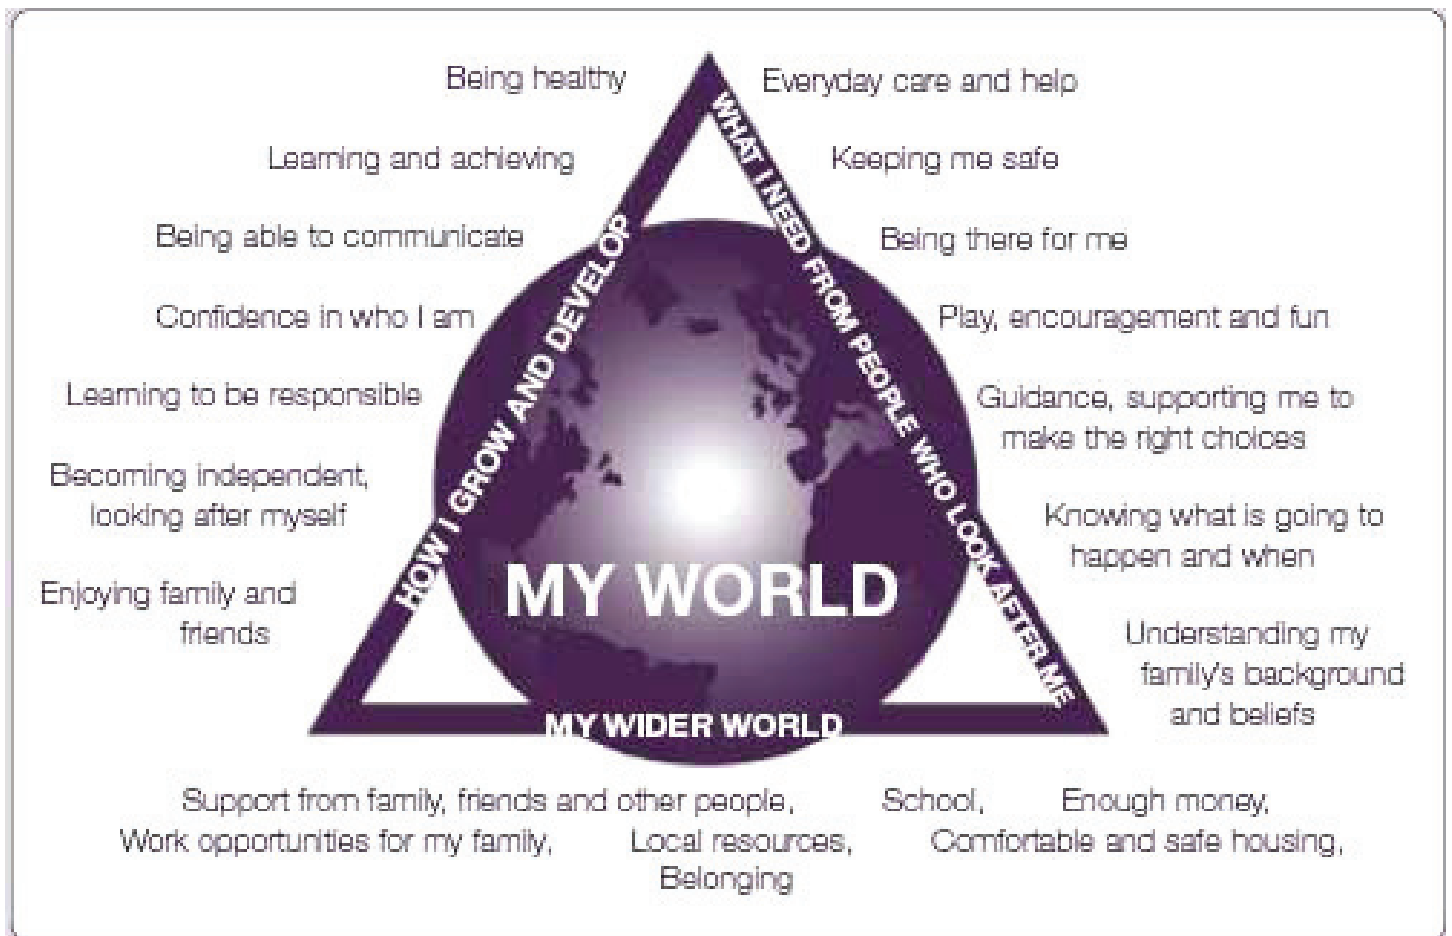 Being healthy
Learning and achieving
Being able to communicate
Confidence in who I am
Learning to be responsible
Becoming independent,
looking after myself
Enjoying family and
friends
HOW I GROW AND DEVELOP
WHAT I NEED FROM PEOPLE WHO LOOK AFTER ME
Everyday care and help
Keeping me safe
Being there for me
Play, encouragement and fun
Guidance, supporting me to
make the right choices
Knowing what is going to
happen and when
Understanding my
family's background
and beliefs
MY WORLD
MY WIDER WORLD
Support from family, friends and other people, School, Enough money,
Work opportunities for my family, Local resources, Comfortable and safe housing,
Belonging